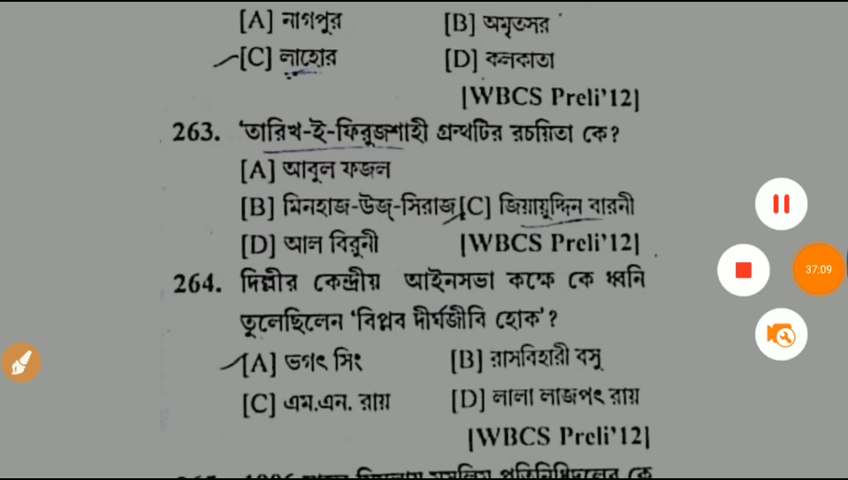 [A] নাগপুর [B] অমৃতসর
[C] লাহোর [D] কলকাতা
[WBCS Preli'12]
263. 'তারিখ-ই-ফিরুজশাহী গ্রন্থটির রচয়িতা কে?
[A] আবুল ফজল
[B] মিনহাজ-উজ্-সিরাজ [C] জিয়ায়ুদ্দিন বারনী
[D] আল বিরুনী [WBCS Preli'12]
264. দিল্লীর কেন্দ্রীয় আইনসভা কক্ষে কে ধ্বনি
তুলেছিলেন 'বিপ্লব দীর্ঘজীবি হোক'?
[A] ভগৎ সিং [B] রাসবিহারী বসু
[C] এম.এন. রায় [D] লালা লাজপৎ রায়
[WBCS Preli'12]
37:09